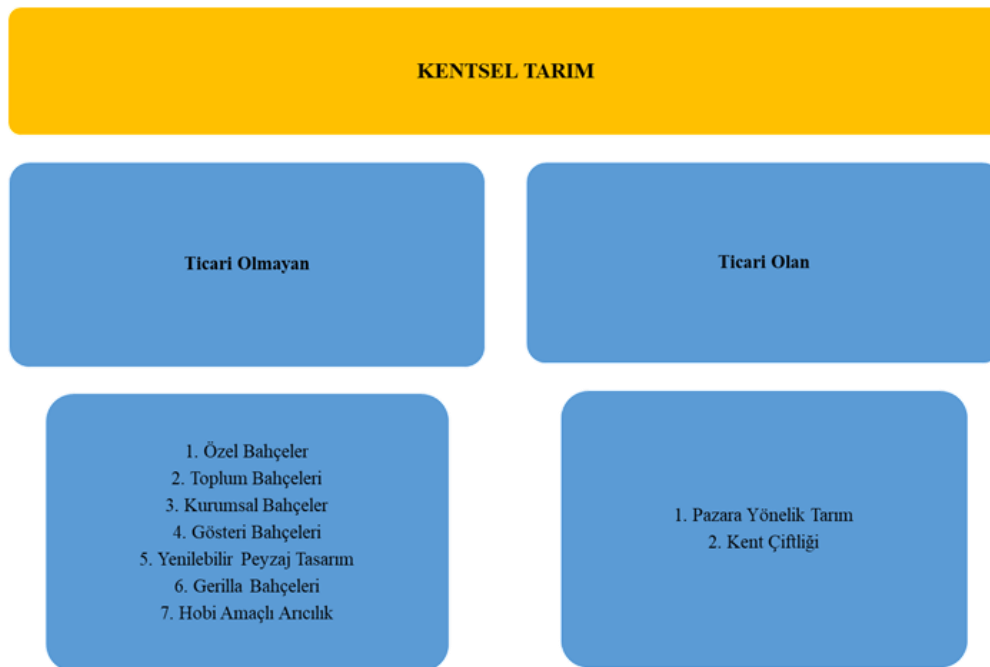 KENTSEL TARIM
Ticari Olmayan
Ticari Olan
1. Özel Bahçeler
2. Toplum Bahçeleri
3. Kurumsal Bahçeler
4. Gösteri Bahçeleri
5. Yenilebilir Peyzaj Tasarım
6. Gerilla Bahçeleri
7. Hobi Amaçlı Arıcılık
1. Pazara Yönelik Tarım
2. Kent Çiftliği